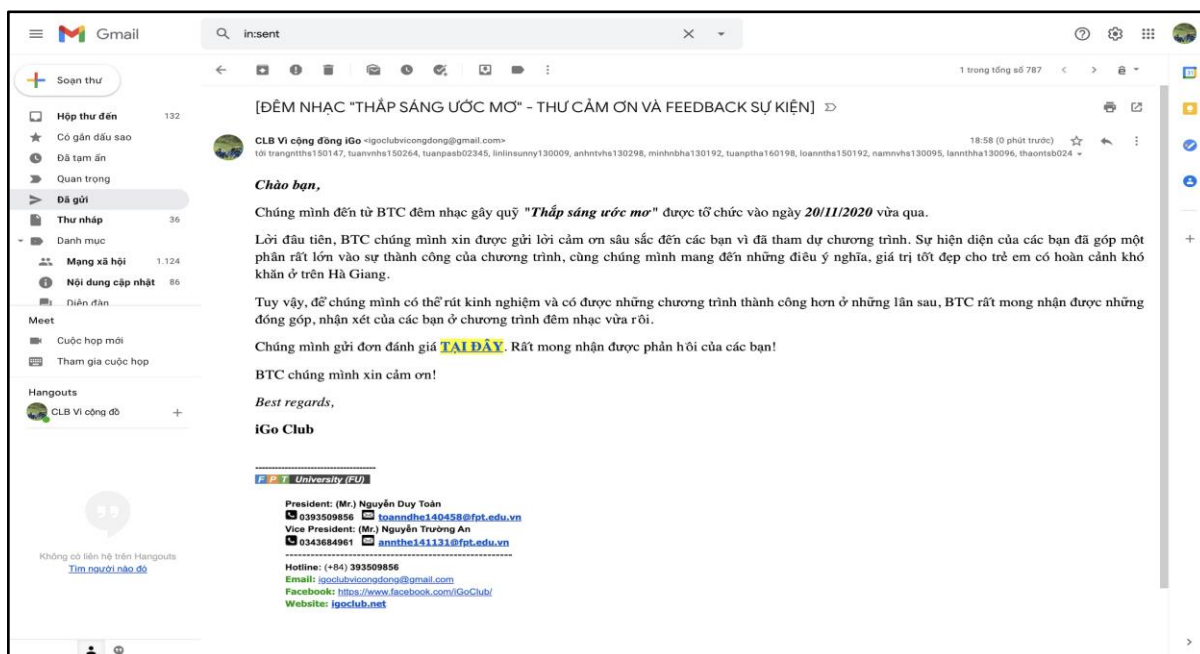 Gmail
in:sent
Soạn thư
1 trong tổng số 787
Hộp thư đến 132
Có gắn dấu sao
Đã tạm ẩn
Quan trọng
Đã gửi
Thư nháp 36
Danh mục
Mạng xã hội 1.124
Nội dung cập nhật 86
Diễn đàn
Meet
Cuộc họp mới
Tham gia cuộc họp
Hangouts
CLB Vì cộng đồ
Không có liên hệ trên Hangouts
Tìm người nào đó
[ĐÊM NHẠC "THẮP SÁNG ƯỚC MƠ" - THƯ CẢM ƠN VÀ FEEDBACK SỰ KIỆN]
CLB Vì cộng đồng iGo <igoclubvicongdong@gmail.com> 18:58 (0 phút trước)
tới trangntths150147, tuanvnhs150264, tuanpaab02345, linlinsunny130009, anhntvhs130298, minhnbha130192, tuanptha160198, loannths150192, namnvhs130095, lannthha130096, thaontsb024
Chào bạn,
Chúng mình đến từ BTC đêm nhạc gây quỹ "Thắp sáng ước mơ" được tổ chức vào ngày 20/11/2020 vừa qua.
Lời đầu tiên, BTC chúng mình xin được gửi lời cảm ơn sâu sắc đến các bạn vì đã tham dự chương trình. Sự hiện diện của các bạn đã góp một
phần rất lớn vào sự thành công của chương trình, cùng chúng mình mang đến những điều ý nghĩa, giá trị tốt đẹp cho trẻ em có hoàn cảnh khó
khăn ở trên Hà Giang.
Tuy vậy, để chúng mình có thể rút kinh nghiệm và có được những chương trình thành công hơn ở những lần sau, BTC rất mong nhận được những
đóng góp, nhận xét của các bạn ở chương trình đêm nhạc vừa rồi.
Chúng mình gửi đơn đánh giá TẠI ĐÂY. Rất mong nhận được phản hồi của các bạn!
BTC chúng mình xin cảm ơn!
Best regards,
iGo Club
-----------------------------------
FPT University (FU)
President: (Mr.) Nguyễn Duy Toàn
0393509856 toanndhe140458@fpt.edu.vn
Vice President: (Mr.) Nguyễn Trường An
0343684961 annthe141131@fpt.edu.vn
--------------------------------------------------------
Hotline: (+84) 393509856
Email: igoclubvicongdong@gmail.com
Facebook: https://www.facebook.com/iGoClub/
Website: igoclub.net